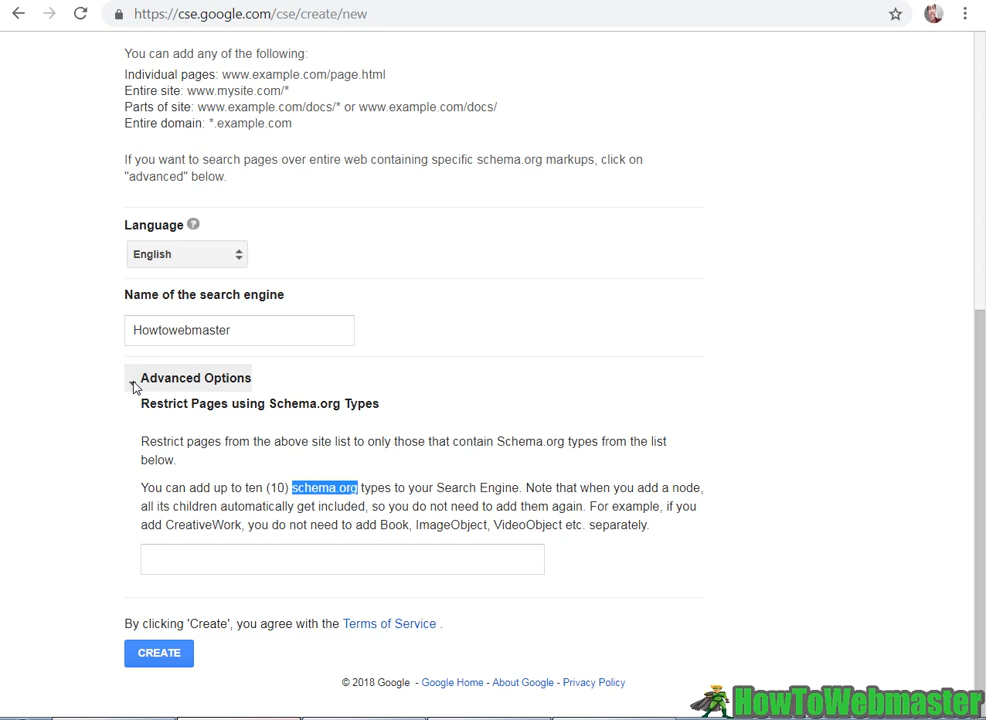 https://cse.google.com/cse/create/new
You can add any of the following:
Individual pages: www.example.com/page.html
Entire site: www.mysite.com/*
Parts of site: www.example.com/docs/* or www.example.com/docs/
Entire domain: *.example.com
If you want to search pages over entire web containing specific schema.org markups, click on
"advanced" below.
Language ?
English
Name of the search engine
Howtowebmaster
Advanced Options
Restrict Pages using Schema.org Types
Restrict pages from the above site list to only those that contain Schema.org types from the list
below.
You can add up to ten (10) schema.org types to your Search Engine. Note that when you add a node,
all its children automatically get included, so you do not need to add them again. For example, if you
add CreativeWork, you do not need to add Book, ImageObject, VideoObject etc. separately.
By clicking 'Create', you agree with the Terms of Service .
CREATE
© 2018 Google - Google Home - About Google - Privacy Policy
HowToWebmaster